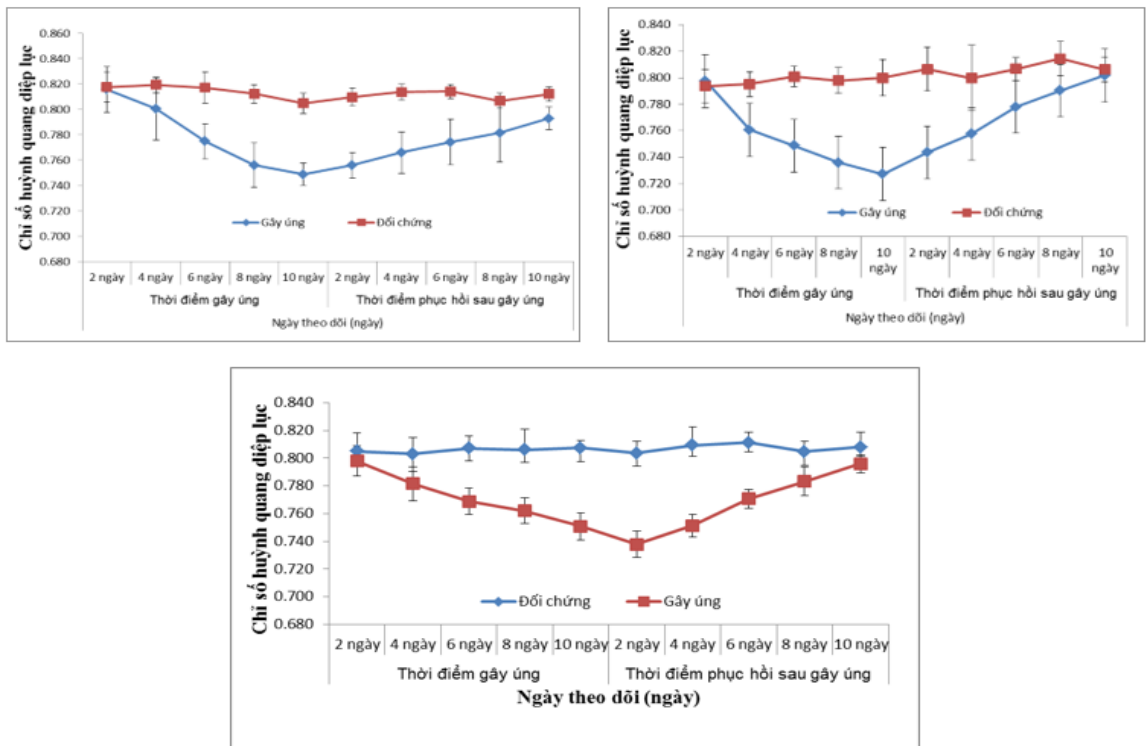 Chỉ số huỳnh quang diệp lục
0.860
0.840
0.820
0.800
0.780
0.760
0.740
0.720
0.700
0.680
Gây úng Đối chứng
2 ngày 4 ngày 6 ngày 8 ngày 10 ngày 2 ngày 4 ngày 6 ngày 8 ngày 10 ngày
Thời điểm gây úng Thời điểm phục hồi sau gây úng
Ngày theo dõi (ngày)
Chỉ số huỳnh quang diệp lục
0.840
0.820
0.800
0.780
0.760
0.740
0.720
0.700
0.680
Gây úng Đối chứng
2 ngày 4 ngày 6 ngày 8 ngày 10 2 ngày 4 ngày 6 ngày 8 ngày 10
ngày ngày
Thời điểm gây úng Thời điểm phục hồi sau gây úng
Ngày theo dõi (ngày)
Chỉ số huỳnh quang diệp lục
0.840
0.820
0.800
0.780
0.760
0.740
0.720
0.700
0.680
Đối chứng Gây úng
2 ngày 4 ngày 6 ngày 8 ngày 10 ngày 2 ngày 4 ngày 6 ngày 8 ngày 10 ngày
Thời điểm gây úng Thời điểm phục hồi sau gây úng
Ngày theo dõi (ngày)